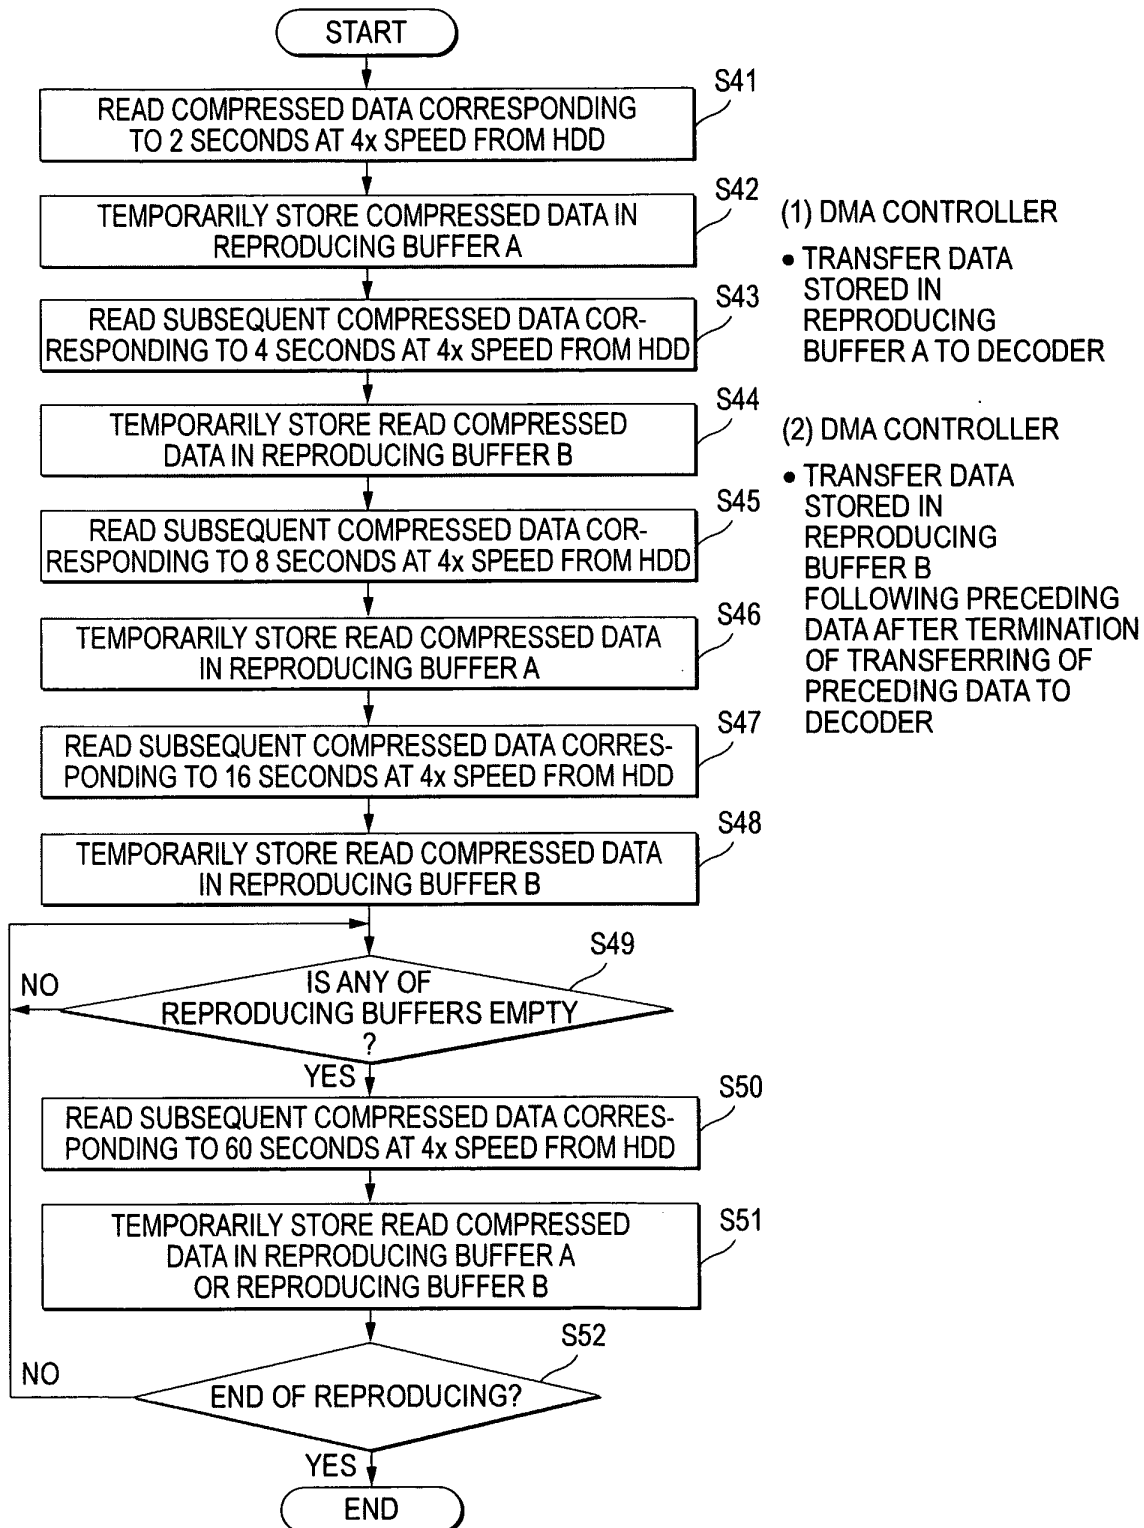 START
S41
READ COMPRESSED DATA CORRESPONDING
TO 2 SECONDS AT 4x SPEED FROM HDD
S42
TEMPORARILY STORE COMPRESSED DATA IN
REPRODUCING BUFFER A
S43
READ SUBSEQUENT COMPRESSED DATA COR-
RESPONDING TO 4 SECONDS AT 4x SPEED FROM HDD
S44
TEMPORARILY STORE READ COMPRESSED
DATA IN REPRODUCING BUFFER B
S45
READ SUBSEQUENT COMPRESSED DATA COR-
RESPONDING TO 8 SECONDS AT 4x SPEED FROM HDD
S46
TEMPORARILY STORE READ COMPRESSED DATA
IN REPRODUCING BUFFER A
S47
READ SUBSEQUENT COMPRESSED DATA CORRES-
PONDING TO 16 SECONDS AT 4x SPEED FROM HDD
S48
TEMPORARILY STORE READ COMPRESSED DATA
IN REPRODUCING BUFFER B
S49
NO
IS ANY OF
REPRODUCING BUFFERS EMPTY
?
YES
S50
READ SUBSEQUENT COMPRESSED DATA CORRES-
PONDING TO 60 SECONDS AT 4x SPEED FROM HDD
S51
TEMPORARILY STORE READ COMPRESSED
DATA IN REPRODUCING BUFFER A
OR REPRODUCING BUFFER B
S52
NO
END OF REPRODUCING?
YES
END
(1) DMA CONTROLLER
• TRANSFER DATA
STORED IN
REPRODUCING
BUFFER A TO DECODER
(2) DMA CONTROLLER
• TRANSFER DATA
STORED IN
REPRODUCING
BUFFER B
FOLLOWING PRECEDING
DATA AFTER TERMINATION
OF TRANSFERRING OF
PRECEDING DATA TO
DECODER